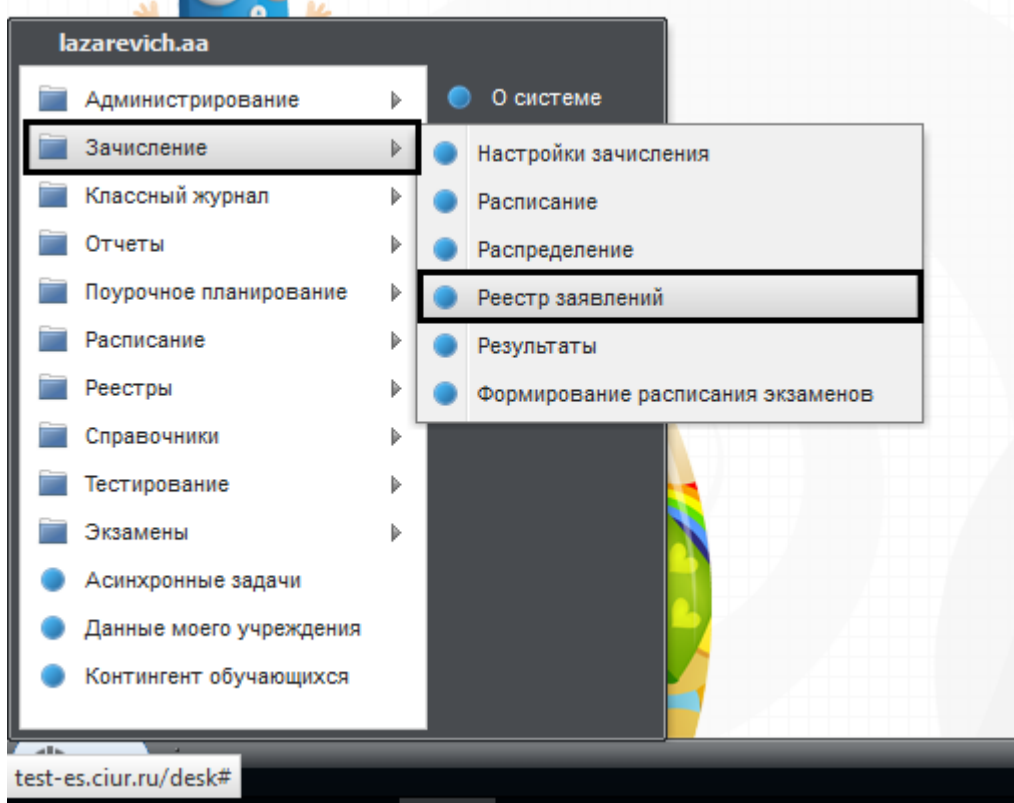 lazarevich.aa
Администрирование
Зачисление
Классный журнал
Отчеты
Поурочное планирование
Расписание
Реестры
Справочники
Тестирование
Экзамены
Асинхронные задачи
Данные моего учреждения
Контингент обучающихся
О системе
Настройки зачисления
Расписание
Распределение
Реестр заявлений
Результаты
Формирование расписания экзаменов
test-es.ciur.ru/desk#